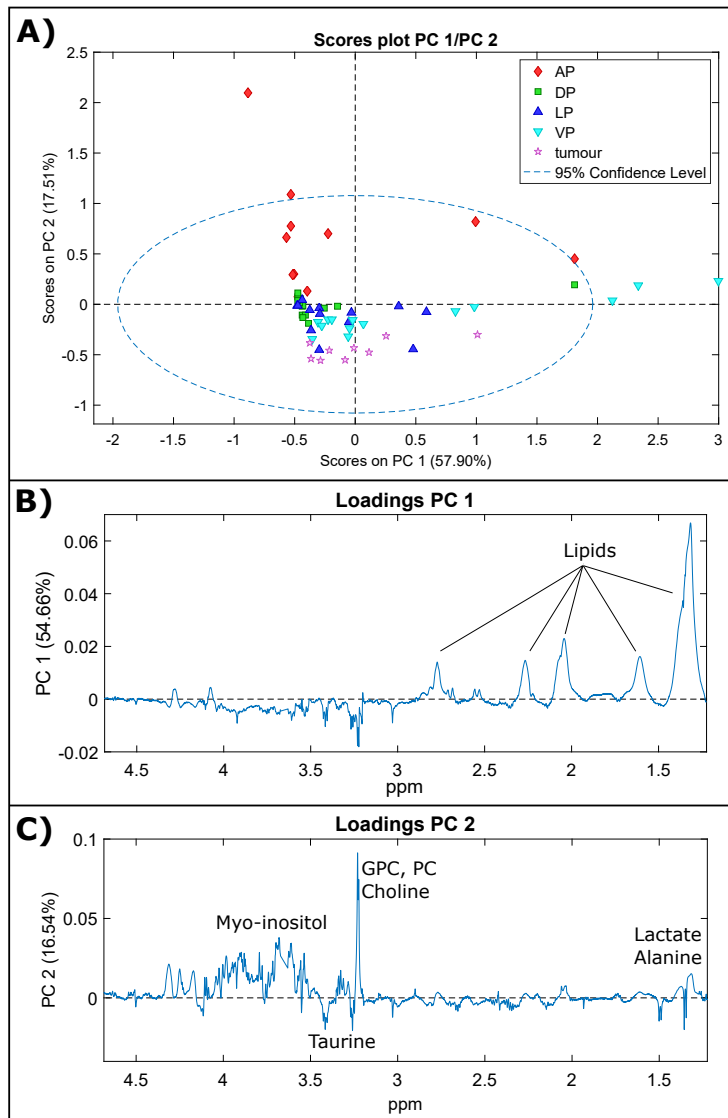 A)
Scores plot PC 1/PC 2
Scores on PC 2 (17.51%)
2.5
2
1.5
1
0.5
0
-0.5
-1
AP
DP
LP
VP
tumour
95% Confidence Level
-2 -1.5 -1 -0.5 0 0.5 1 1.5 2 2.5 3
Scores on PC 1 (57.90%)
B)
Loadings PC 1
PC 1 (54.66%)
0.06
0.04
0.02
0
-0.02
Lipids
4.5 4 3.5 3 2.5 2 1.5
ppm
C)
Loadings PC 2
PC 2 (16.54%)
0.1
0.05
0
GPC, PC
Choline
Myo-inositol
Lactate
Alanine
Taurine
4.5 4 3.5 3 2.5 2 1.5
ppm